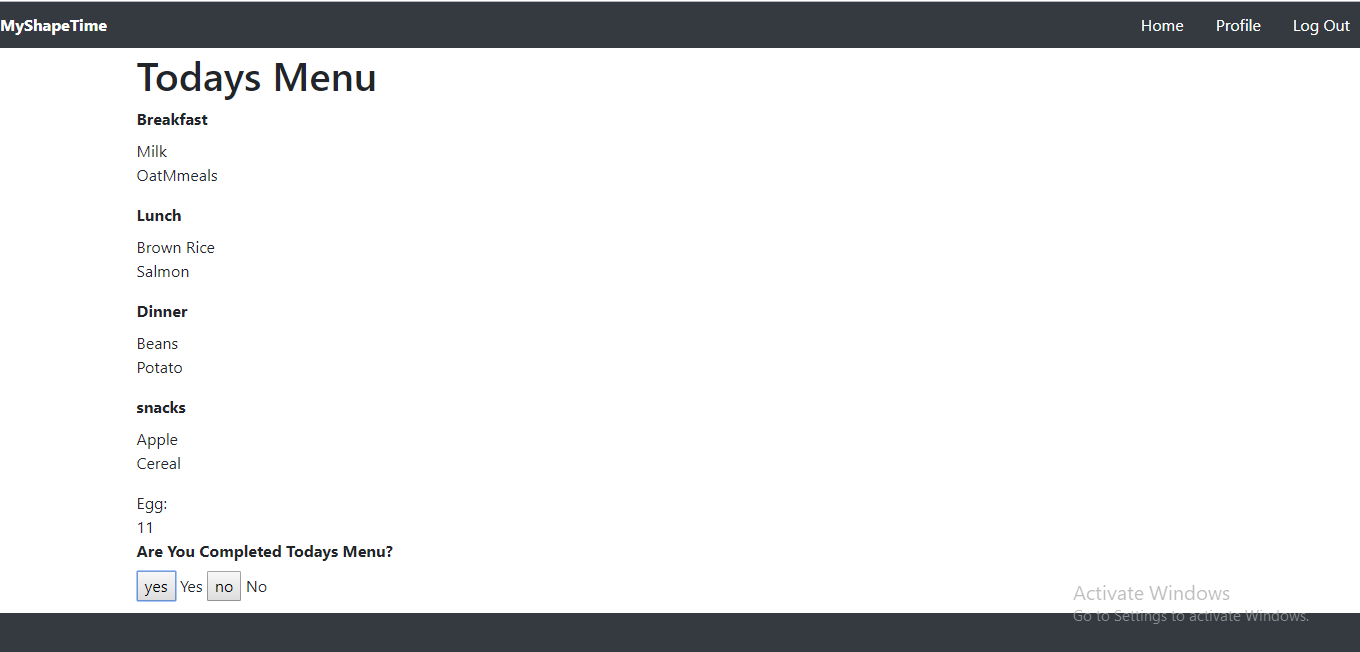 MyShapeTime Home Profile Log Out
Todays Menu
Breakfast
Milk
OatMmeals
Lunch
Brown Rice
Salmon
Dinner
Beans
Potato
snacks
Apple
Cereal
Egg:
11
Are You Completed Todays Menu?
yes Yes no No
Activate Windows
Go to Settings to activate Windows.